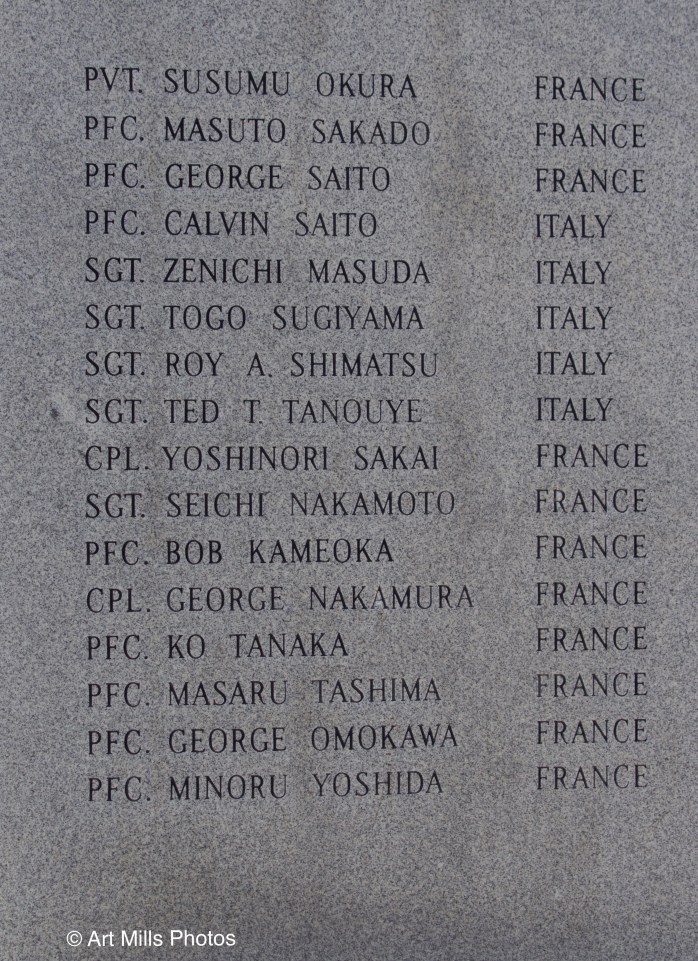 PVT. SUSUMU OKURA FRANCE
PFC. MASUTO SAKADO FRANCE
PFC. GEORGE SAITO FRANCE
PFC. CALVIN SAITO ITALY
SGT. ZENICHI MASUDA ITALY
SGT. TOGO SUGIYAMA ITALY
SGT. ROY A. SHIMATSU ITALY
SGT. TED T. TANOUYE ITALY
CPL. YOSHINORI SAKAI FRANCE
SGT. SEICHI NAKAMOTO FRANCE
PFC. BOB KAMEOKA FRANCE
CPL. GEORGE NAKAMURA FRANCE
PFC. KO TANAKA FRANCE
PFC. MASARU TASHIMA FRANCE
PFC. GEORGE OMOKAWA FRANCE
PFC. MINORU YOSHIDA FRANCE
© Art Mills Photos